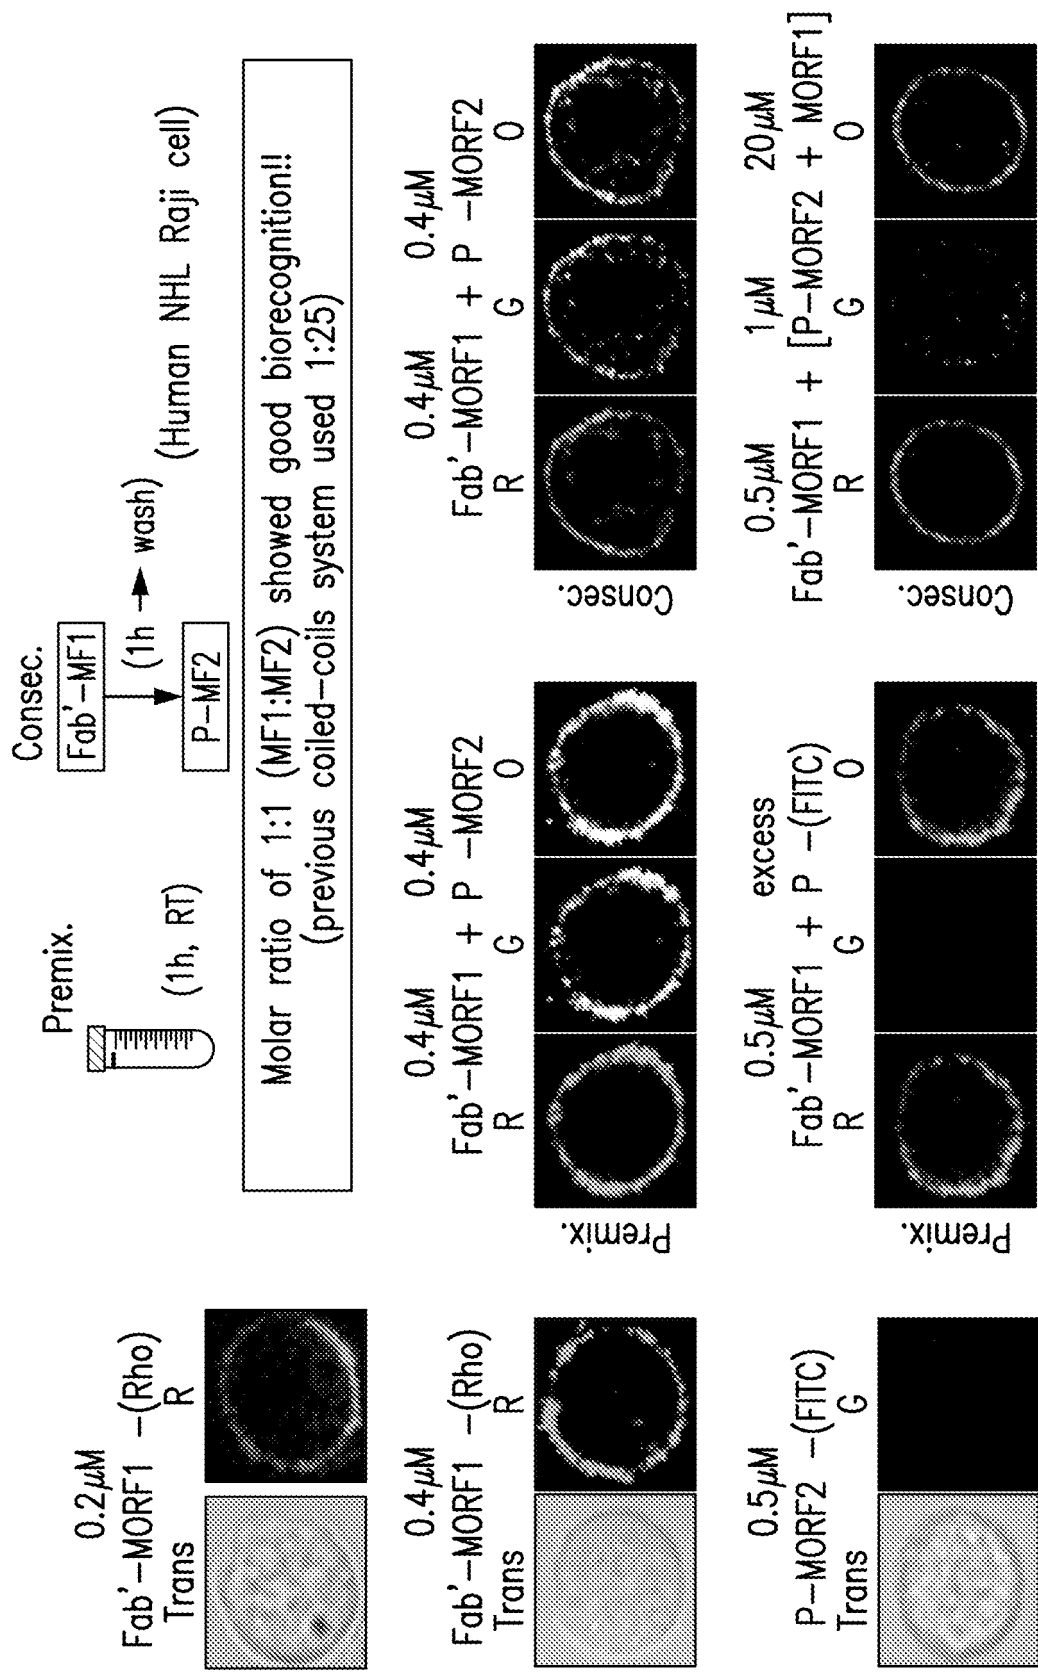 0.2μM
Fab'–MORF1 –(Rho)
Trans R
Premix.
(1h, RT)
Consec.
Fab'–MF1
(1h → wash)
P–MF2
(Human NHL Raji cell)
Molar ratio of 1:1 (MF1:MF2) showed good biorecognition!!
(previous coiled–coils system used 1:25)
0.4μM
Fab'–MORF1 –(Rho)
Trans R
0.4μM 0.4μM
Fab'–MORF1 + P –MORF2
R G O
Premix.
0.4μM 0.4μM
Fab'–MORF1 + P –MORF2
R G O
Consec.
0.5μM
P–MORF2 –(FITC)
Trans G
0.5μM excess
Fab'–MORF1 + P –(FITC)
R G O
Premix.
0.5μM 1μM 20μM
Fab'–MORF1 + [P–MORF2 + MORF1]
R G O
Consec.